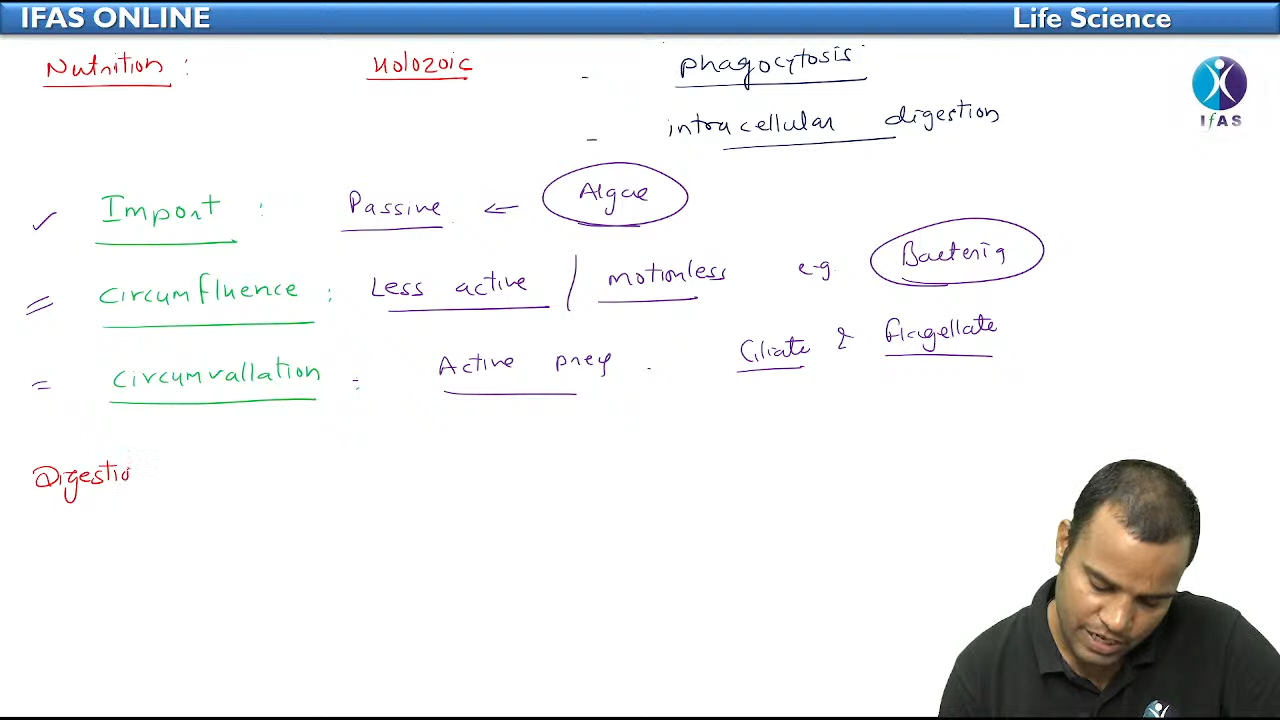 IFAS ONLINE Life Science
Nutrition : Holozoic - phagocytosis
IfAS
- intracellular digestion
Import : Passive ← Algae
Circumfluence : Less active / motionless e.g. Bacteria
= Circumvallation : Active prey . Ciliate & flagellate
Digestio